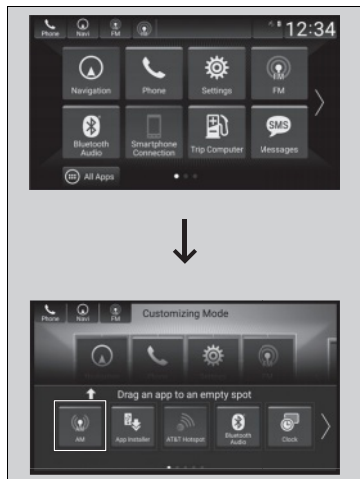 Phone Navi FM FM 12:34
Navigation Phone Settings FM
Bluetooth Audio Smartphone Connection Trip Computer SMS Messages
All Apps
Phone Navi FM Customizing Mode
Drag an app to an empty spot
AM App Installer AT&T Hotspot Bluetooth Audio Clock